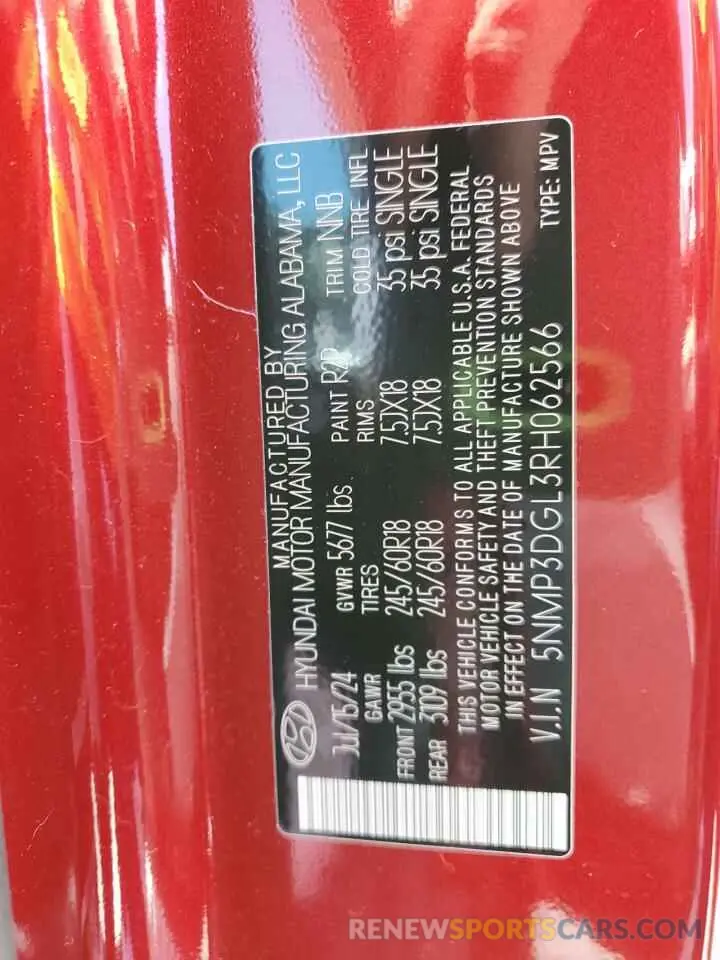 MANUFACTURED BY
HYUNDAI MOTOR MANUFACTURING ALABAMA, LLC
Jul/15/24 GVWR 5677 lbs. PAINT R2P TRIM NNB
GAWR TIRES RIMS COLD TIRE INFL
FRONT 2955 lbs 245/60R18 7.5JX18 35 psi SINGLE
REAR 3109 lbs 245/60R18 7.5JX18 35 psi SINGLE
THIS VEHICLE CONFORMS TO ALL APPLICABLE U.S.A. FEDERAL
MOTOR VEHICLE SAFETY AND THEFT PREVENTION STANDARDS
IN EFFECT ON THE DATE OF MANUFACTURE SHOWN ABOVE
V.I.N 5NMP3DGL3RH062566 TYPE: MPV
RENEWSPORTSCARS.COM